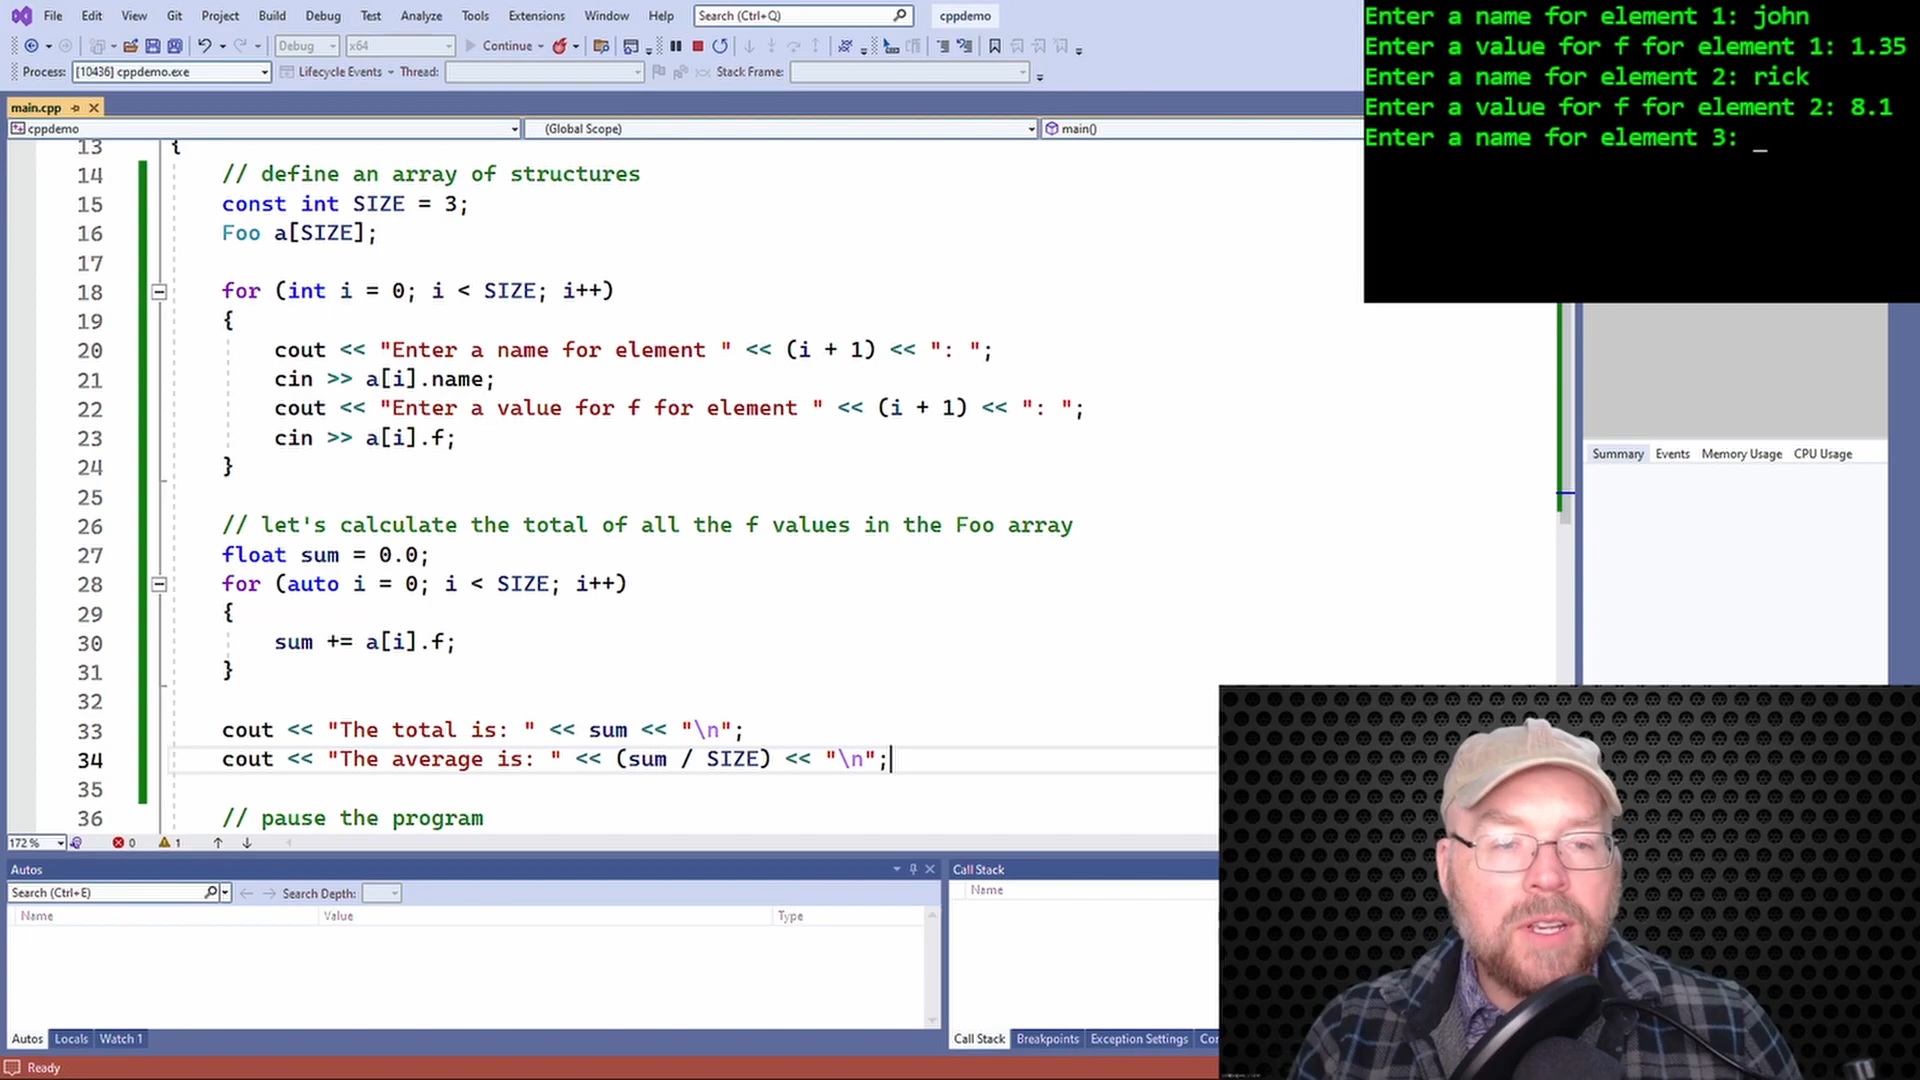 File Edit View Git Project Build Debug Test Analyze Tools Extensions Window Help Search (Ctrl+Q) cppdemo
Debug x64 Continue
Process: [10436] cppdemo.exe Lifecycle Events Thread: Stack Frame:
main.cpp
cppdemo (Global Scope) main()
13 {
14 // define an array of structures
15 const int SIZE = 3;
16 Foo a[SIZE];
17
18 for (int i = 0; i < SIZE; i++)
19 {
20 cout << "Enter a name for element " << (i + 1) << ": ";
21 cin >> a[i].name;
22 cout << "Enter a value for f for element " << (i + 1) << ": ";
23 cin >> a[i].f;
24 }
25
26 // let's calculate the total of all the f values in the Foo array
27 float sum = 0.0;
28 for (auto i = 0; i < SIZE; i++)
29 {
30 sum += a[i].f;
31 }
32
33 cout << "The total is: " << sum << "\n";
34 cout << "The average is: " << (sum / SIZE) << "\n";
35
36 // pause the program
172 % 0 1
Autos
Search (Ctrl+E) Search Depth:
Name Value Type
Autos Locals Watch 1
Call Stack
Name
Call Stack Breakpoints Exception Settings
Ready
Enter a name for element 1: john
Enter a value for f for element 1: 1.35
Enter a name for element 2: rick
Enter a value for f for element 2: 8.1
Enter a name for element 3: _
Summary Events Memory Usage CPU Usage